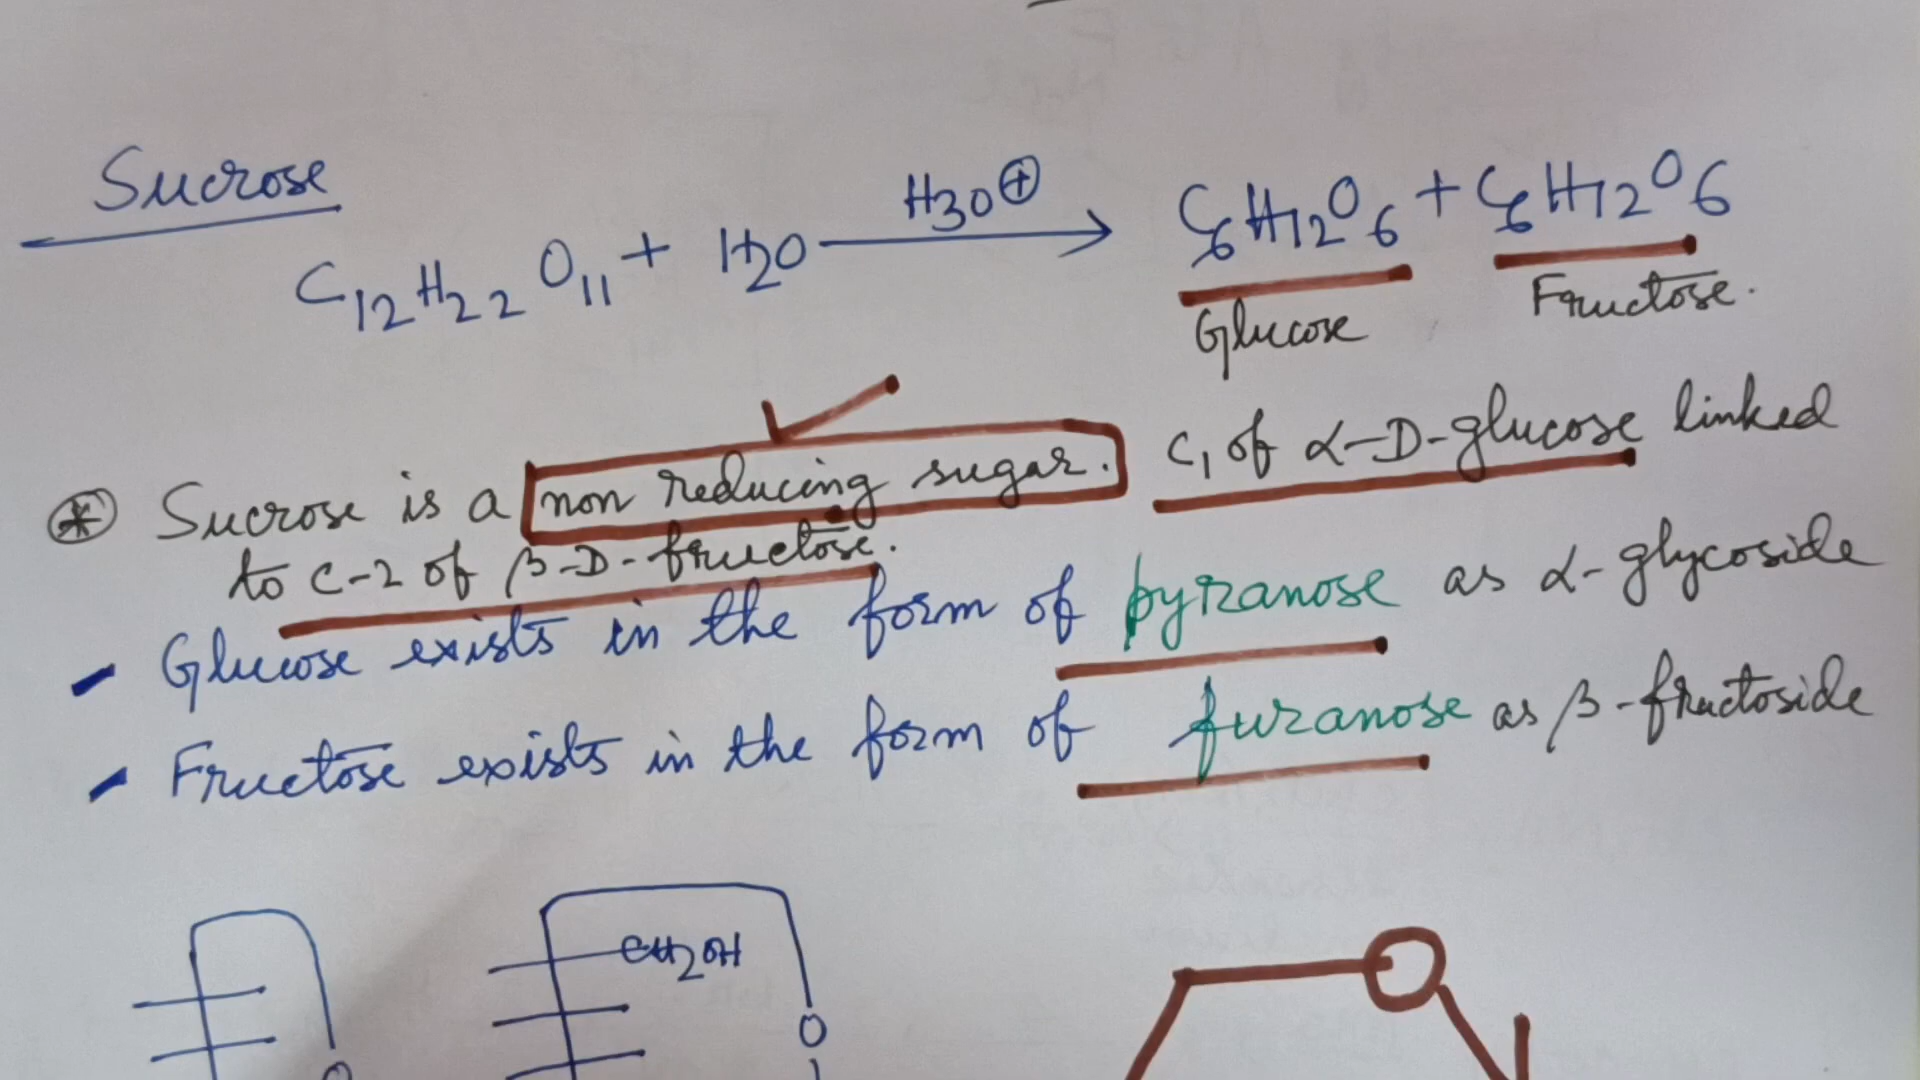 Sucrose
C12H22O11 + H2O ⟶ H3O⊕ C6H12O6 + C6H12O6
Glucose Fructose.
⊛ Sucrose is a non reducing sugar. C1 of α-D-glucose linked
to C-2 of β-D-fructose.
- Glucose exists in the form of pyranose as α-glycoside
- Fructose exists in the form of furanose as β-fructoside
CH2OH
O O
O